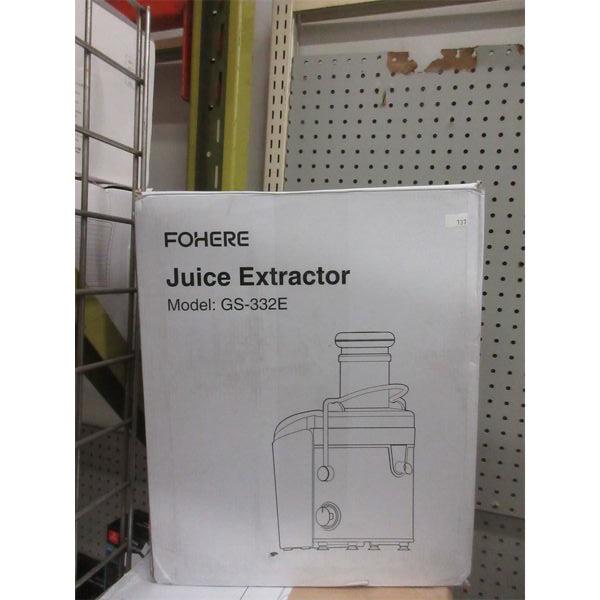 FOHERE
Juice Extractor
Model: GS-332E